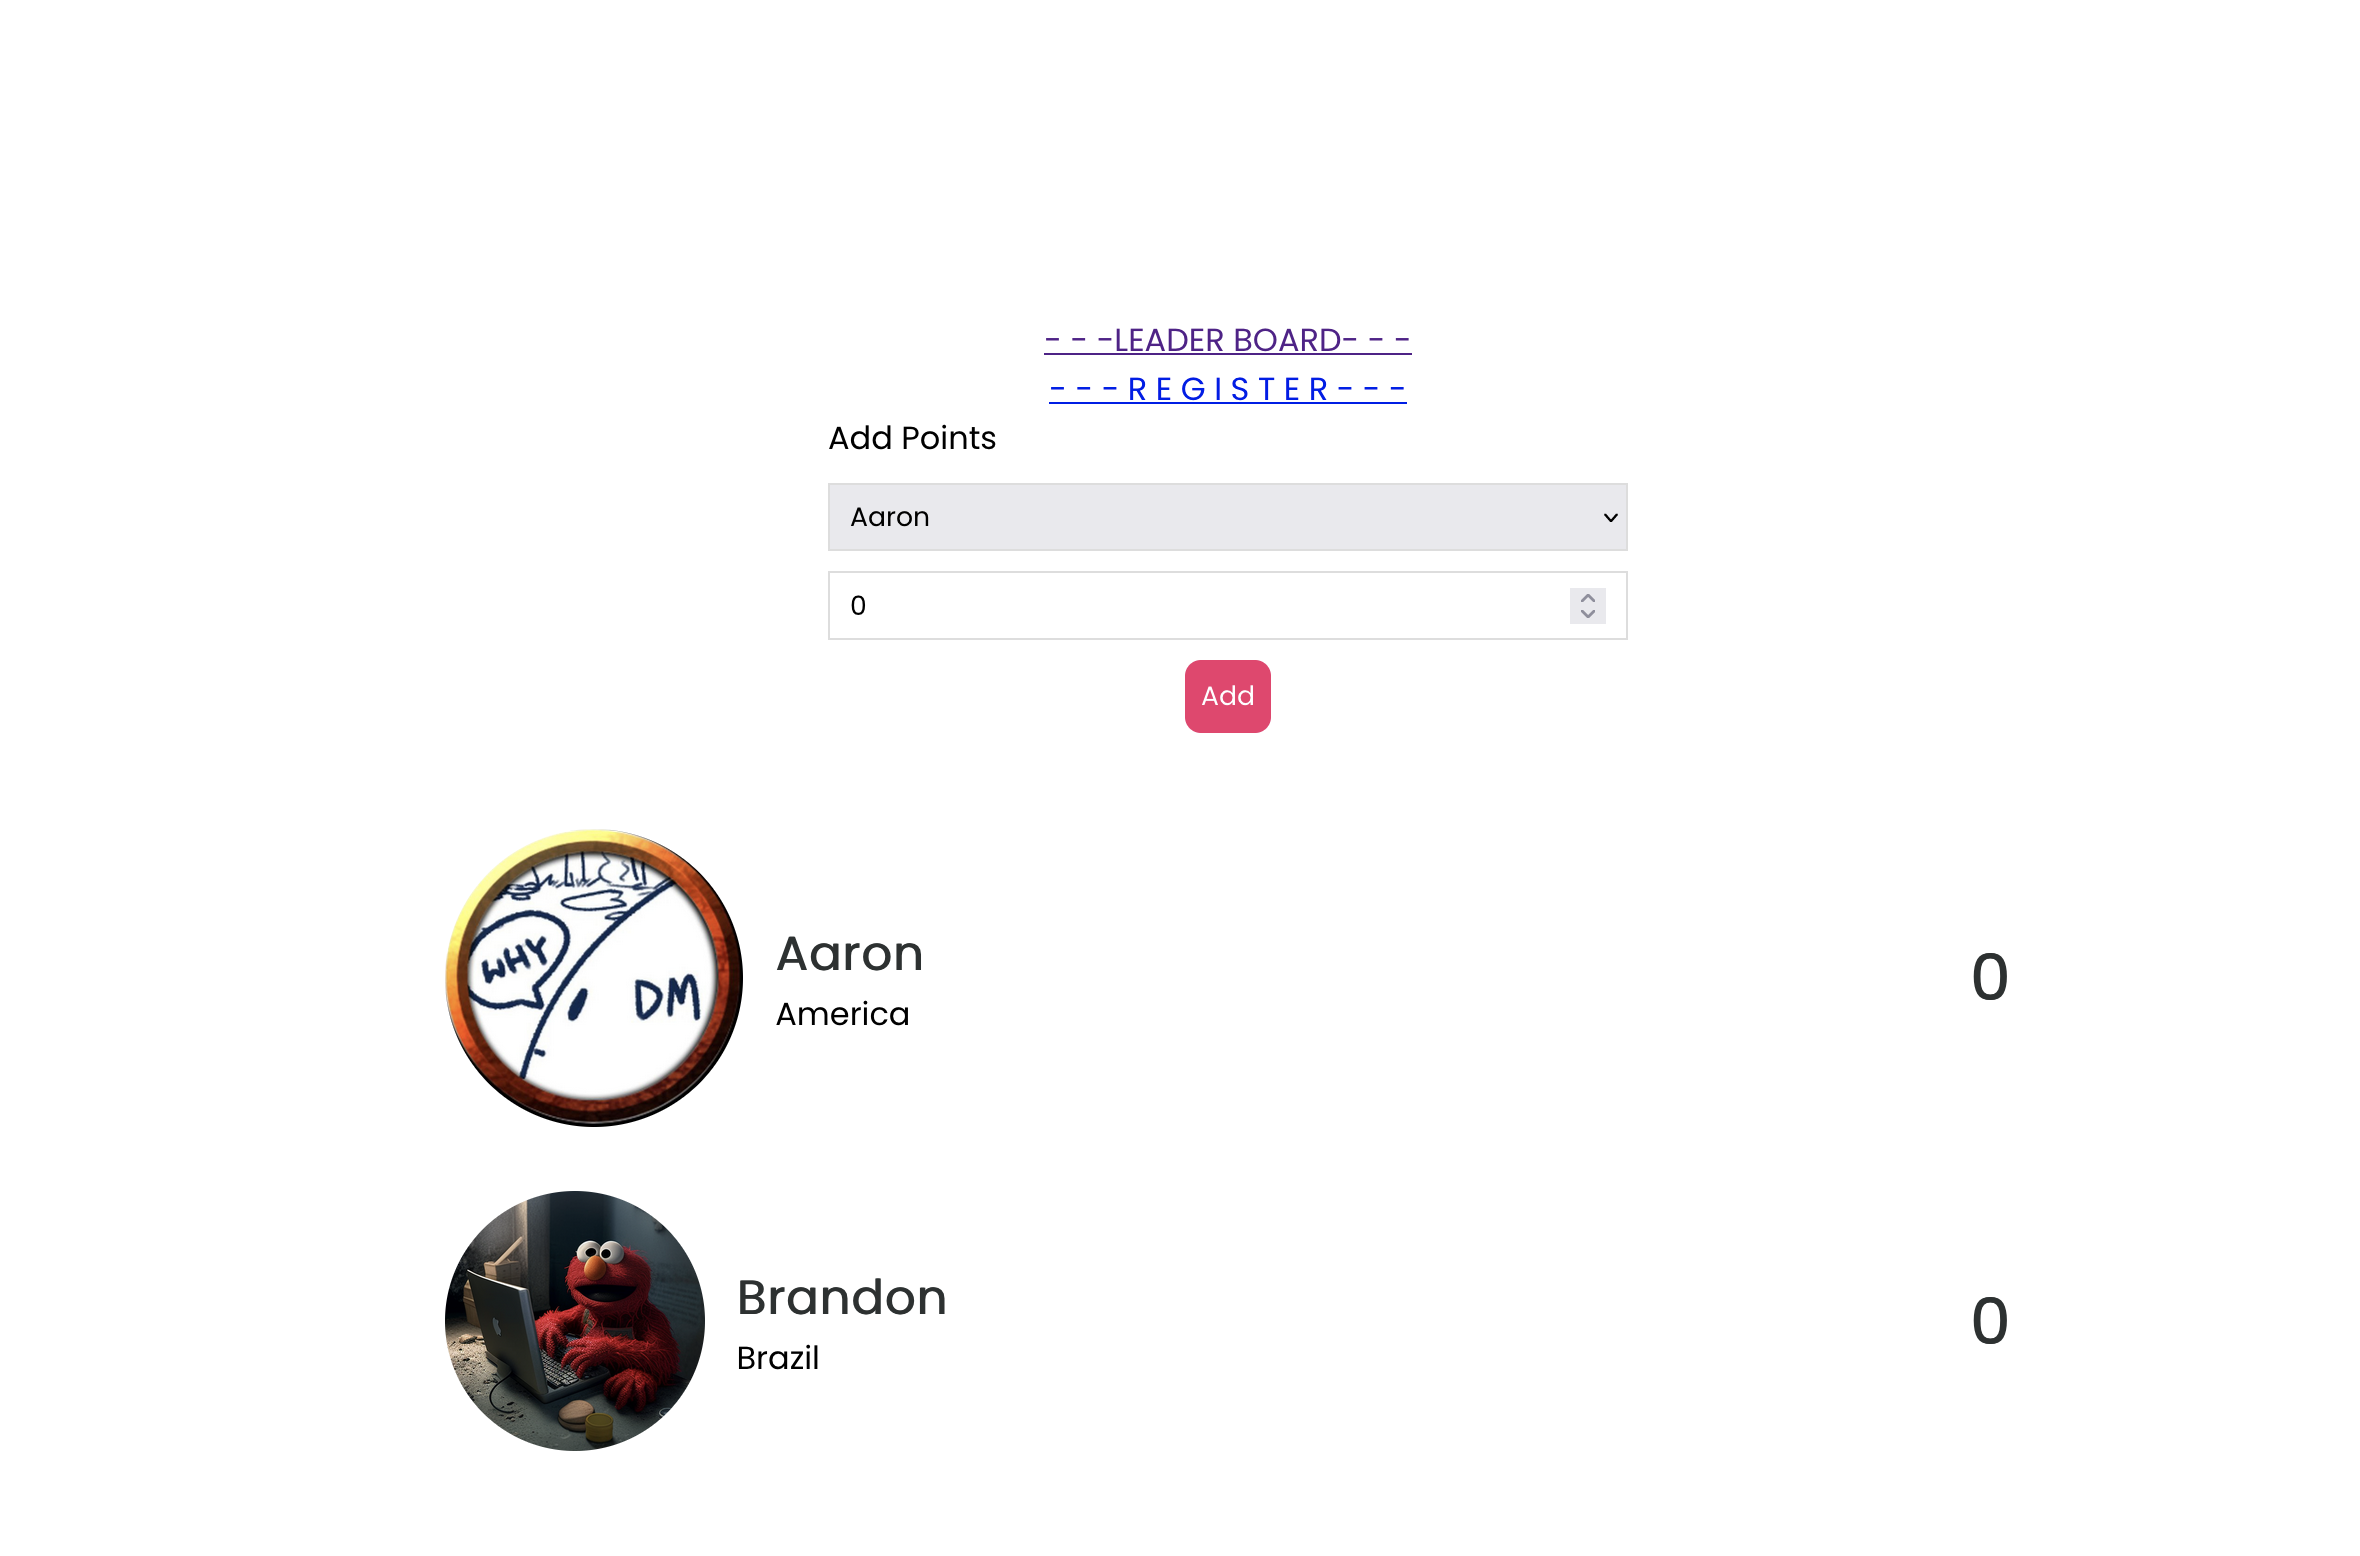 - - -LEADER BOARD- - -
- - - R E G I S T E R - - -
Add Points
Aaron
0
Add
WHY
DM
Aaron
America
0
Brandon
Brazil
0